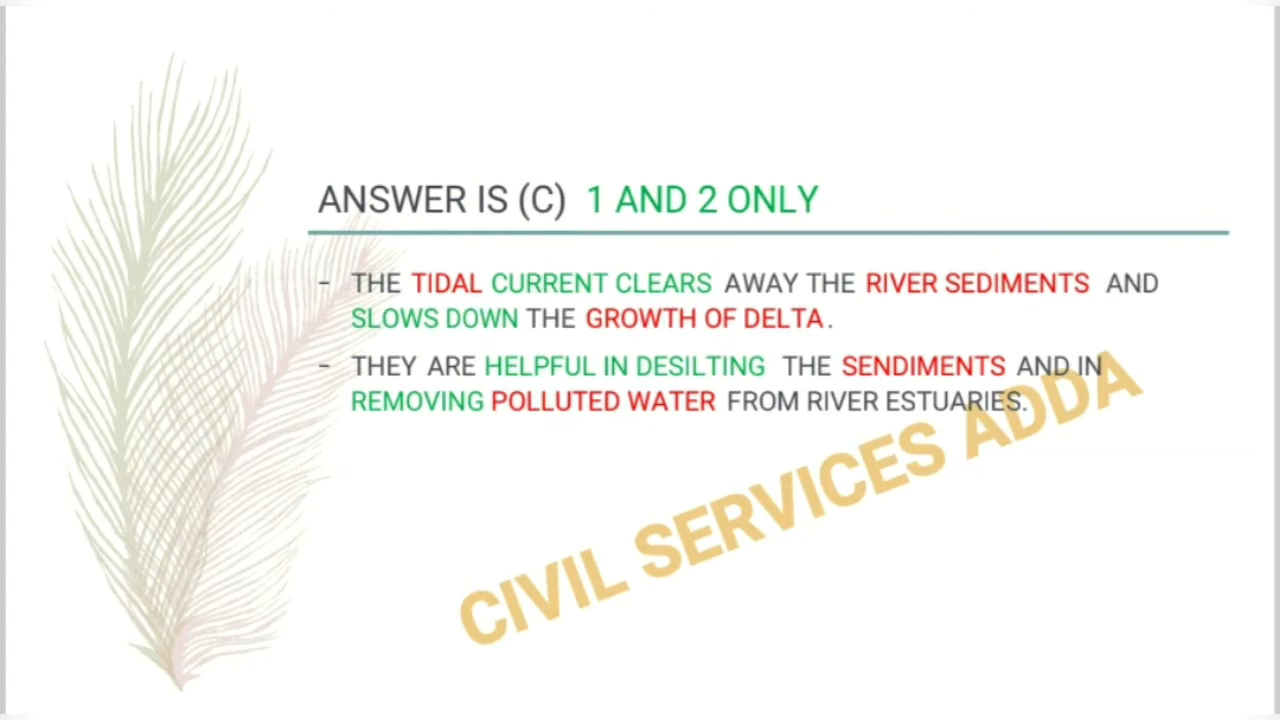 ANSWER IS (C) 1 AND 2 ONLY
- THE TIDAL CURRENT CLEARS AWAY THE RIVER SEDIMENTS AND
SLOWS DOWN THE GROWTH OF DELTA.
- THEY ARE HELPFUL IN DESILTING THE SENDIMENTS AND IN
REMOVING POLLUTED WATER FROM RIVER ESTUARIES.
CIVIL SERVICES ADDA